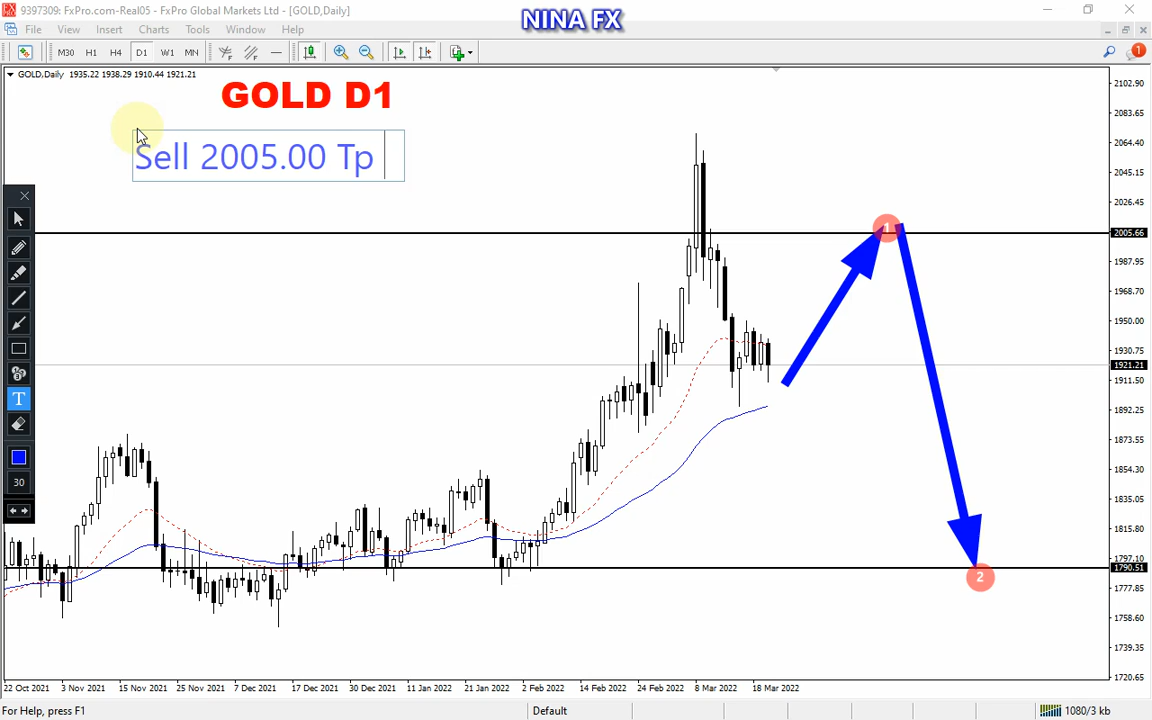 9397309: FxPro.com-Real05 - FxPro Global Markets Ltd - [GOLD,Daily]
NINA FX
File View Insert Charts Tools Window Help
M30 H1 H4 D1 W1 MN
1
GOLD,Daily 1935.22 1938.29 1910.44 1921.21
GOLD D1
Sell 2005.00 Tp
T
30
1
2
2102.90
2083.65
2064.40
2045.15
2026.45
2005.66
1987.95
1968.70
1950.00
1930.75
1921.21
1911.50
1892.25
1873.55
1854.30
1835.05
1815.80
1797.10
1790.51
1777.85
1758.60
1739.35
1720.65
22 Oct 2021 3 Nov 2021 15 Nov 2021 25 Nov 2021 7 Dec 2021 17 Dec 2021 30 Dec 2021 11 Jan 2022 21 Jan 2022 2 Feb 2022 14 Feb 2022 24 Feb 2022 8 Mar 2022 18 Mar 2022
For Help, press F1
Default
1080/3 kb